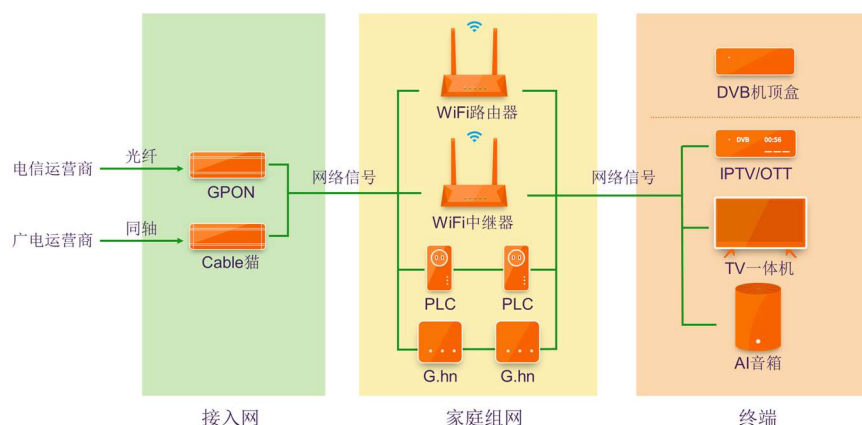 电信运营商
光纤
GPON
广电运营商
同轴
Cable猫
网络信号
WiFi路由器
WiFi中继器
PLC
PLC
G.hn
G.hn
网络信号
DVB机顶盒
DVB 00:56
IPTV/OTT
TV一体机
AI音箱
接入网
家庭组网
终端